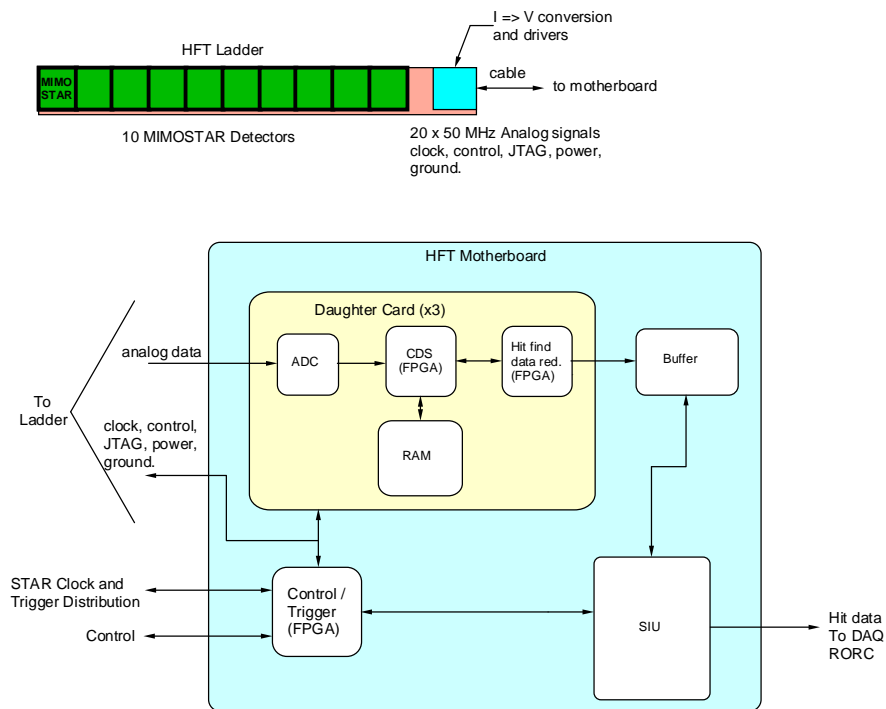 I => V conversion
and drivers
HFT Ladder
MIMO
STAR
cable
to motherboard
10 MIMOSTAR Detectors
20 x 50 MHz Analog signals
clock, control, JTAG, power,
ground.
HFT Motherboard
Daughter Card (x3)
analog data
ADC
CDS
(FPGA)
Hit find
data red.
(FPGA)
Buffer
To
Ladder
clock, control,
JTAG, power,
ground.
RAM
STAR Clock and
Trigger Distribution
Control /
Trigger
(FPGA)
SIU
Hit data
To DAQ
RORC
Control